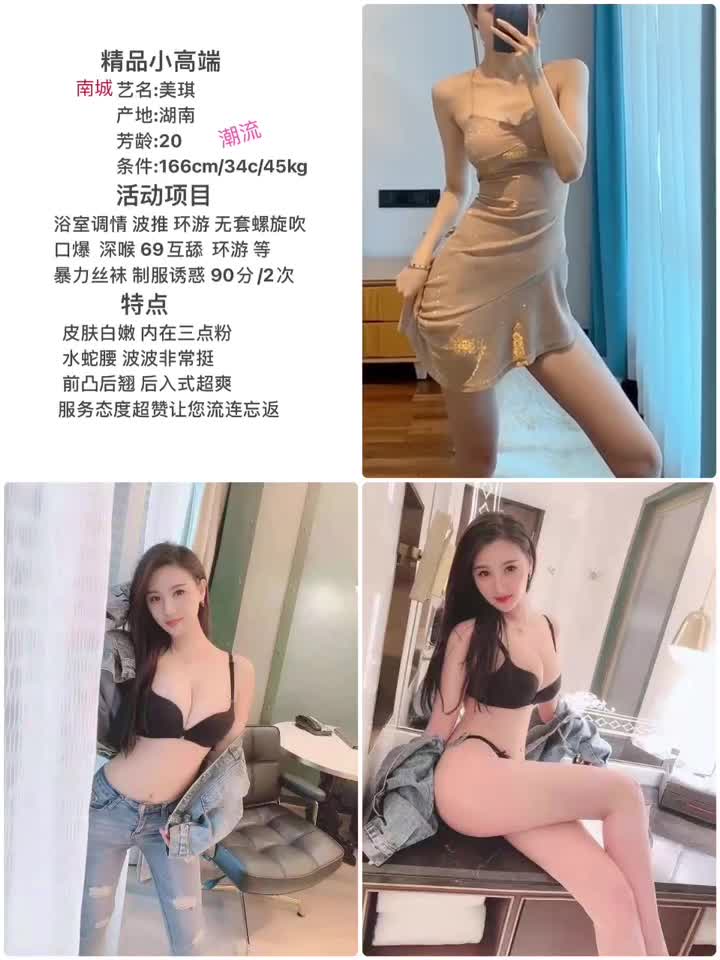 精品小高端
南城 艺名:美琪
产地:湖南
芳龄:20 潮流
条件:166cm/34c/45kg
活动项目
浴室调情 波推 环游 无套螺旋吹
口爆 深喉 69互舔 环游 等
暴力丝袜 制服诱惑 90分/2次
特点
皮肤白嫩 内在三点粉
水蛇腰 波波非常挺
前凸后翘 后入式超爽
服务态度超赞让您流连忘返